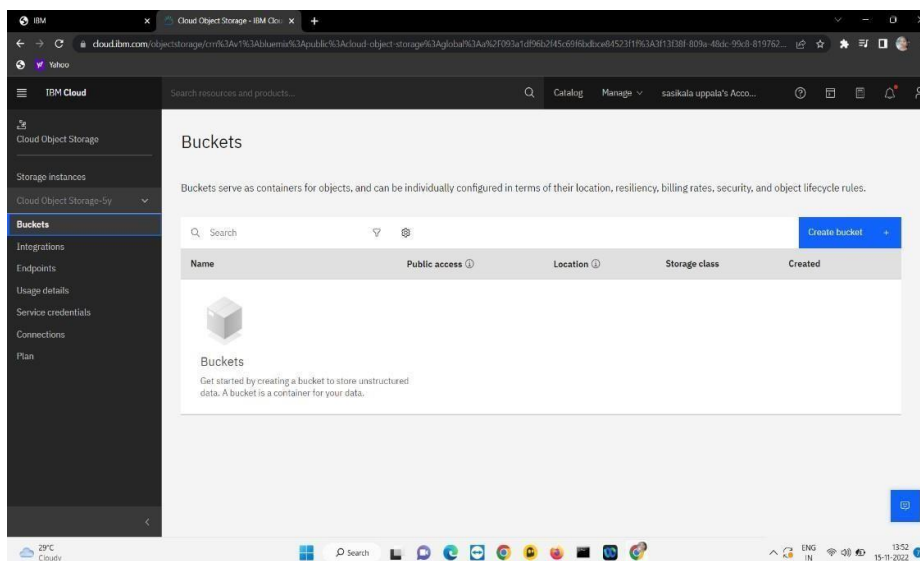 IBM
Cloud Object Storage - IBM Clou
cloud.ibm.com/objectstorage/
Yahoo
IBM Cloud
Search resources and products...
Catalog
Manage
sasikala uppala's Acco...
Cloud Object Storage
Storage instances
Cloud Object Storage-5y
Buckets
Integrations
Endpoints
Usage details
Service credentials
Connections
Plan
Buckets
Buckets serve as containers for objects, and can be individually configured in terms of their location, resiliency, billing rates, security, and object lifecycle rules.
Search
Create bucket +
Name Public access Location Storage class Created
Buckets
Get started by creating a bucket to store unstructured
data. A bucket is a container for your data.
29°C
Cloudy
Search
ENG
IN
13:52
15-11-2022